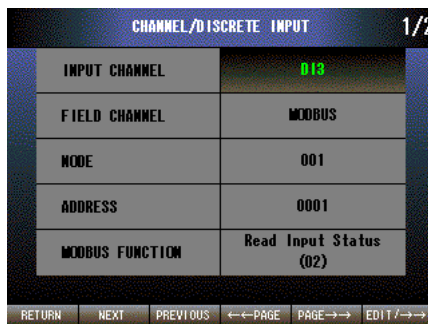 CHANNEL/DISCRETE INPUT 1/2
INPUT CHANNEL DI3
FIELD CHANNEL MODBUS
NODE 001
ADDRESS 0001
MODBUS FUNCTION Read Input Status
(02)
RETURN NEXT PREVIOUS ←←PAGE PAGE→→ EDIT/→→